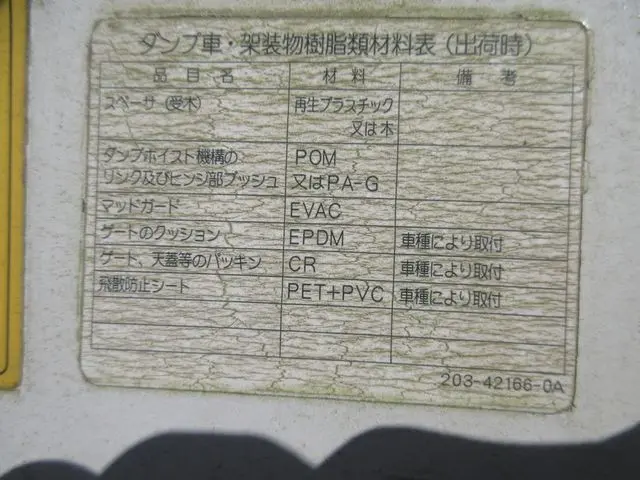 ダンプ車・架装物樹脂類材料表(出荷時)
品目名 材料 備考
スペーサ(受木) 再生プラスチック
又は木
ダンプホイスト機構の POM
リンク及びヒンジ部ブッシュ 又はPA-G
マッドガード EVAC
ゲートのクッション EPDM 車種により取付
ゲート、天蓋等のパッキン CR 車種により取付
飛散防止シート PET+PVC 車種により取付
203-42166-0A